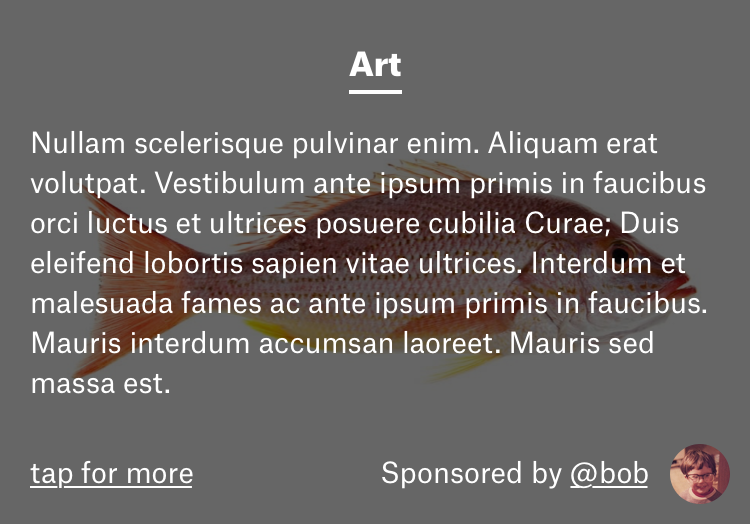 Art
Nullam scelerisque pulvinar enim. Aliquam erat
volutpat. Vestibulum ante ipsum primis in faucibus
orci luctus et ultrices posuere cubilia Curae; Duis
eleifend lobortis sapien vitae ultrices. Interdum et
malesuada fames ac ante ipsum primis in faucibus.
Mauris interdum accumsan laoreet. Mauris sed
massa est.
tap for more
Sponsored by @bob